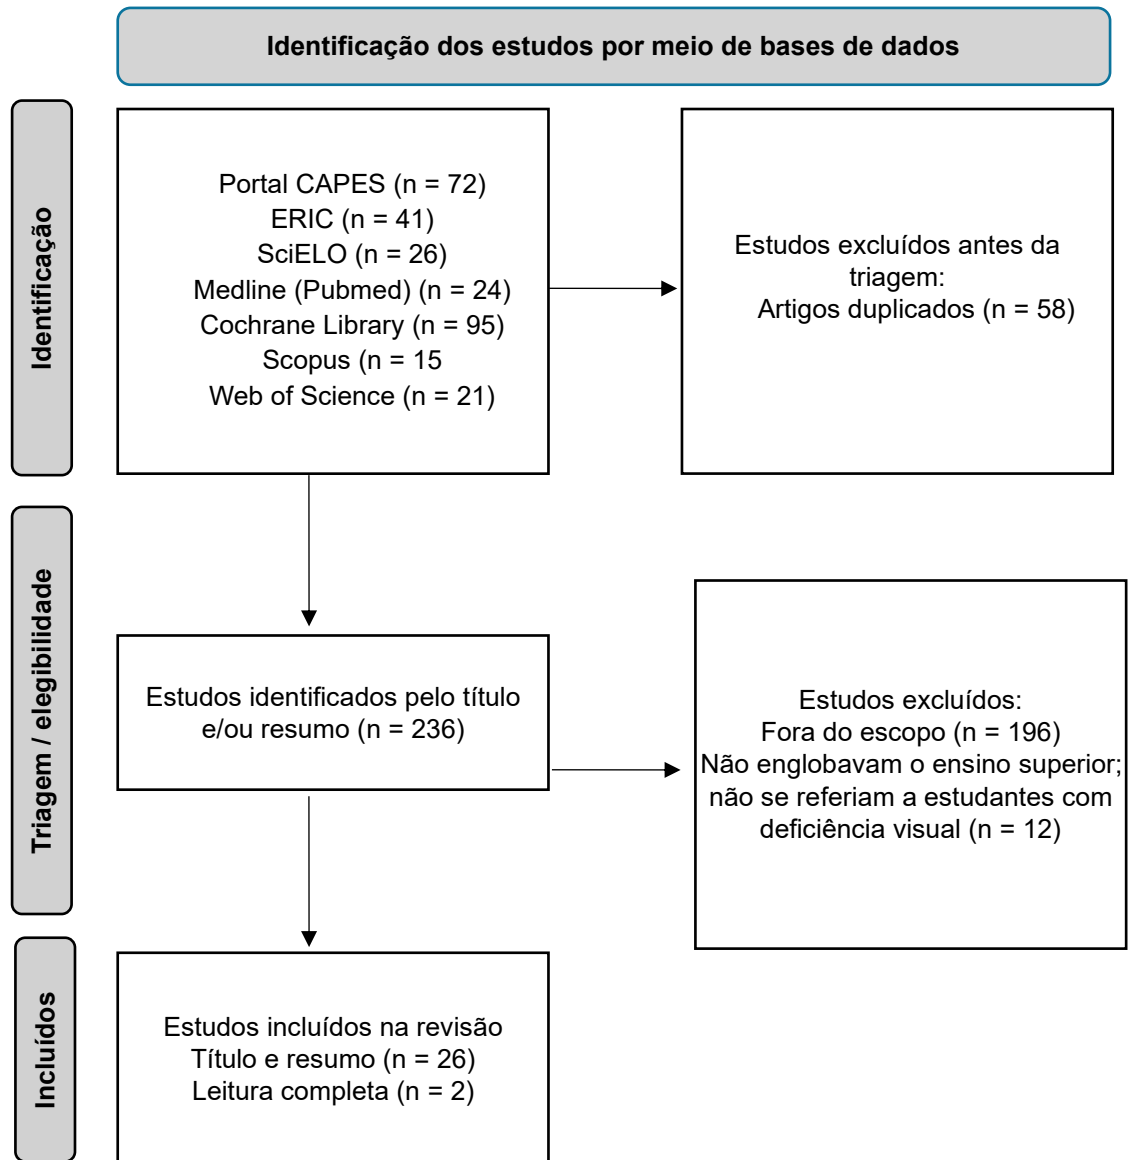 Identificação dos estudos por meio de bases de dados
Identificação
Portal CAPES (n = 72)
ERIC (n = 41)
SciELO (n = 26)
Medline (Pubmed) (n = 24)
Cochrane Library (n = 95)
Scopus (n = 15
Web of Science (n = 21)
Estudos excluídos antes da
triagem:
Artigos duplicados (n = 58)
Triagem / elegibilidade
Estudos identificados pelo título
e/ou resumo (n = 236)
Estudos excluídos:
Fora do escopo (n = 196)
Não englobavam o ensino superior;
não se referiam a estudantes com
deficiência visual (n = 12)
Incluídos
Estudos incluídos na revisão
Título e resumo (n = 26)
Leitura completa (n = 2)